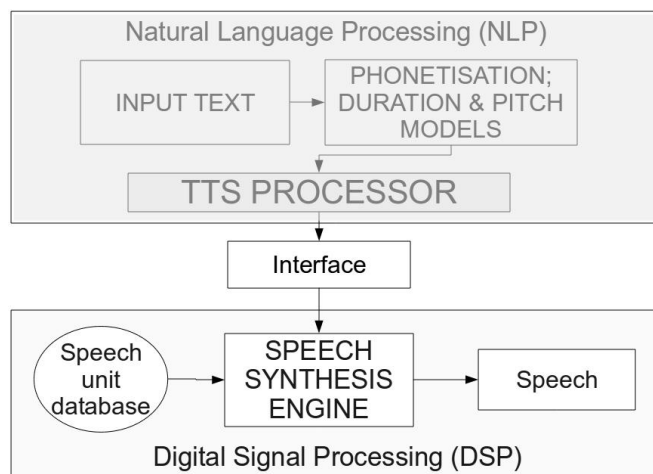 Natural Language Processing (NLP)
INPUT TEXT
PHONETISATION;
DURATION & PITCH
MODELS
TTS PROCESSOR
Interface
Speech
unit
database
SPEECH
SYNTHESIS
ENGINE
Speech
Digital Signal Processing (DSP)